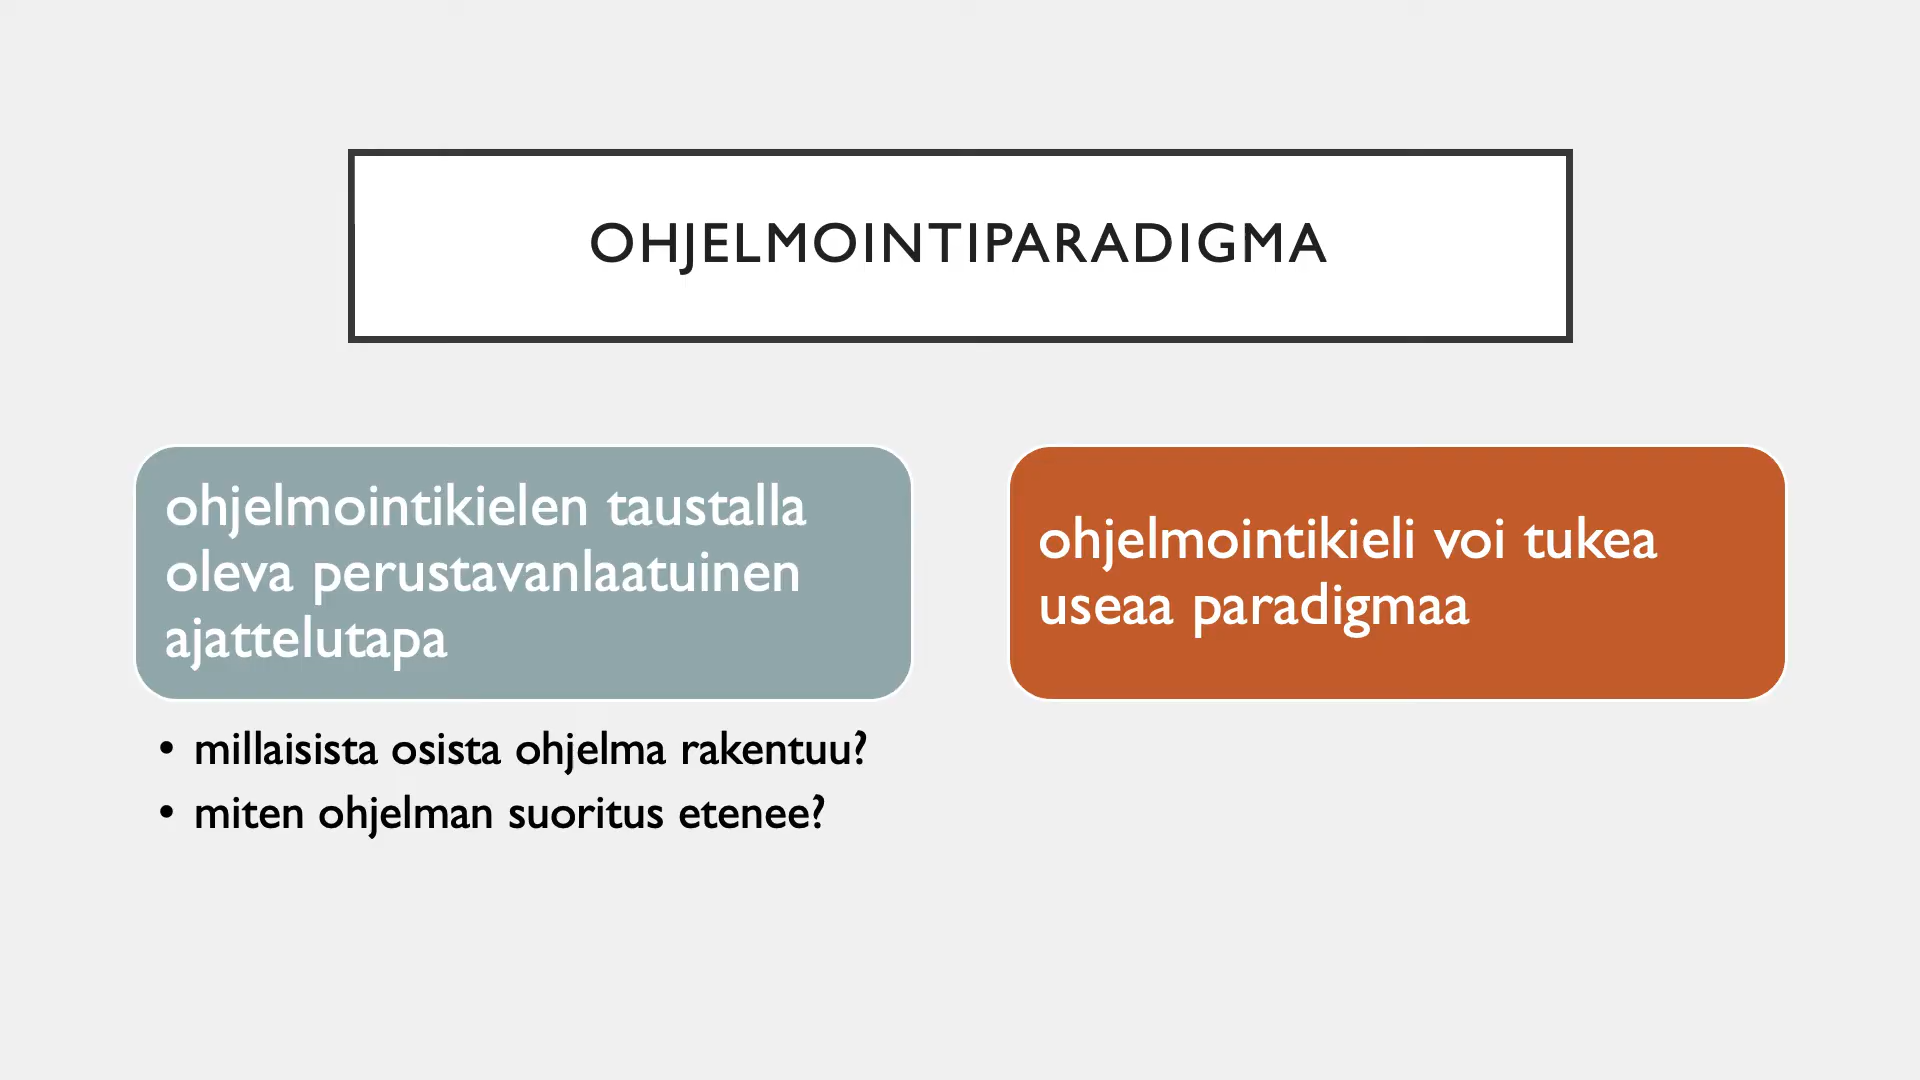 OHJELMOINTIPARADIGMA
ohjelmointikielen taustalla
oleva perustavanlaatuinen
ajattelutapa
• millaisista osista ohjelma rakentuu?
• miten ohjelman suoritus etenee?
ohjelmointikieli voi tukea
useaa paradigmaa